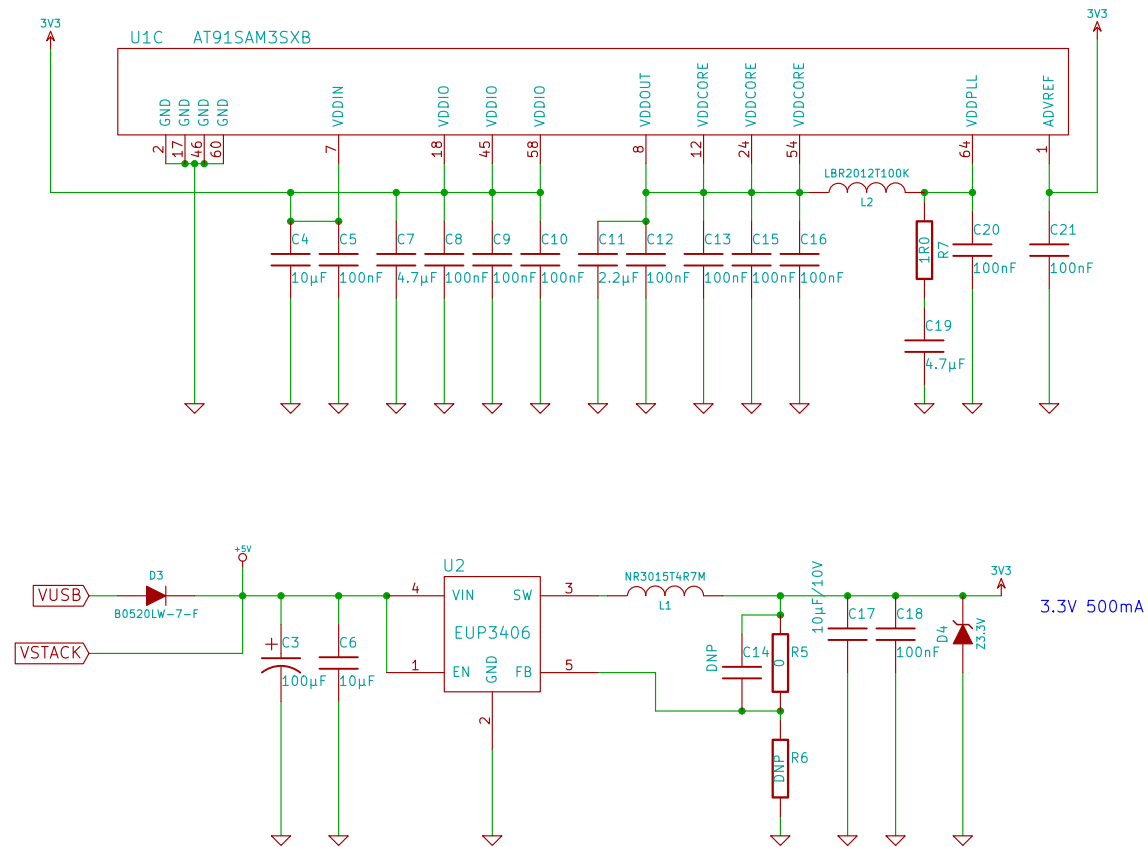 3V3
3V3
U1C AT91SAM3SXB
GND
GND
GND
GND
VDDIN
VDDIO
VDDIO
VDDIO
VDDOUT
VDDCORE
VDDCORE
VDDCORE
VDDPLL
ADVREF
2
17
46
60
7
18
45
58
8
12
24
54
64
1
LBR2012T100K
L2
C4
10µF
C5
100nF
C7
4.7µF
C8
100nF
C9
100nF
C10
100nF
C11
2.2µF
C12
100nF
C13
100nF
C15
100nF
C16
100nF
1R0
R7
C20
100nF
C21
100nF
C19
4.7µF
+5V
D3
VUSB
B0520LW-7-F
VSTACK
C3
100µF
C6
10µF
U2
4
VIN
SW
3
EUP3406
1
EN
GND
FB
5
2
NR3015T4R7M
L1
DNP
C14
0
R5
DNP
R6
10µF/10V
C17
C18
100nF
D4
Z3.3V
3V3
3.3V 500mA